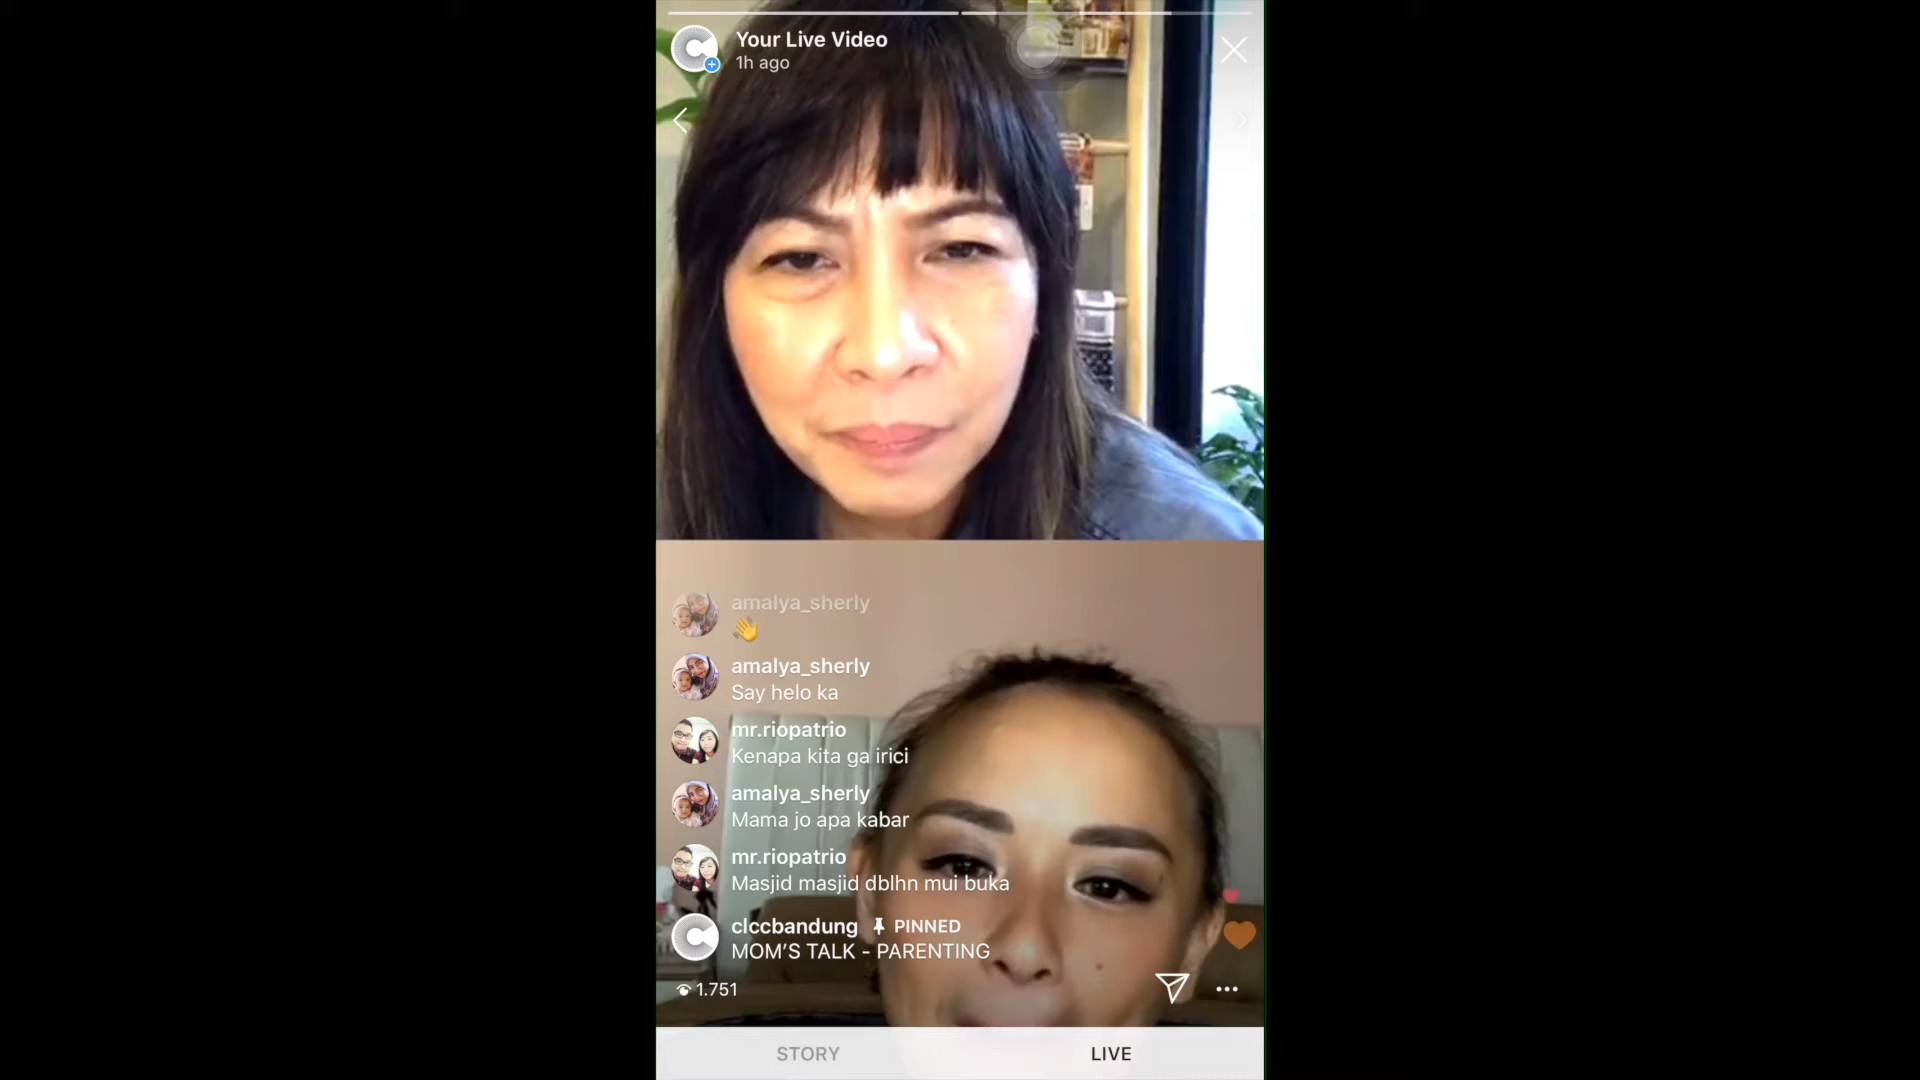 Your Live Video
1h ago
amalya_sherly
👋
amalya_sherly
Say helo ka
mr.riopatrio
Kenapa kita ga irici
amalya_sherly
Mama jo apa kabar
mr.riopatrio
Masjid masjid dblhn mui buka
clccbandung PINNED
MOM'S TALK - PARENTING
1.751
STORY
LIVE